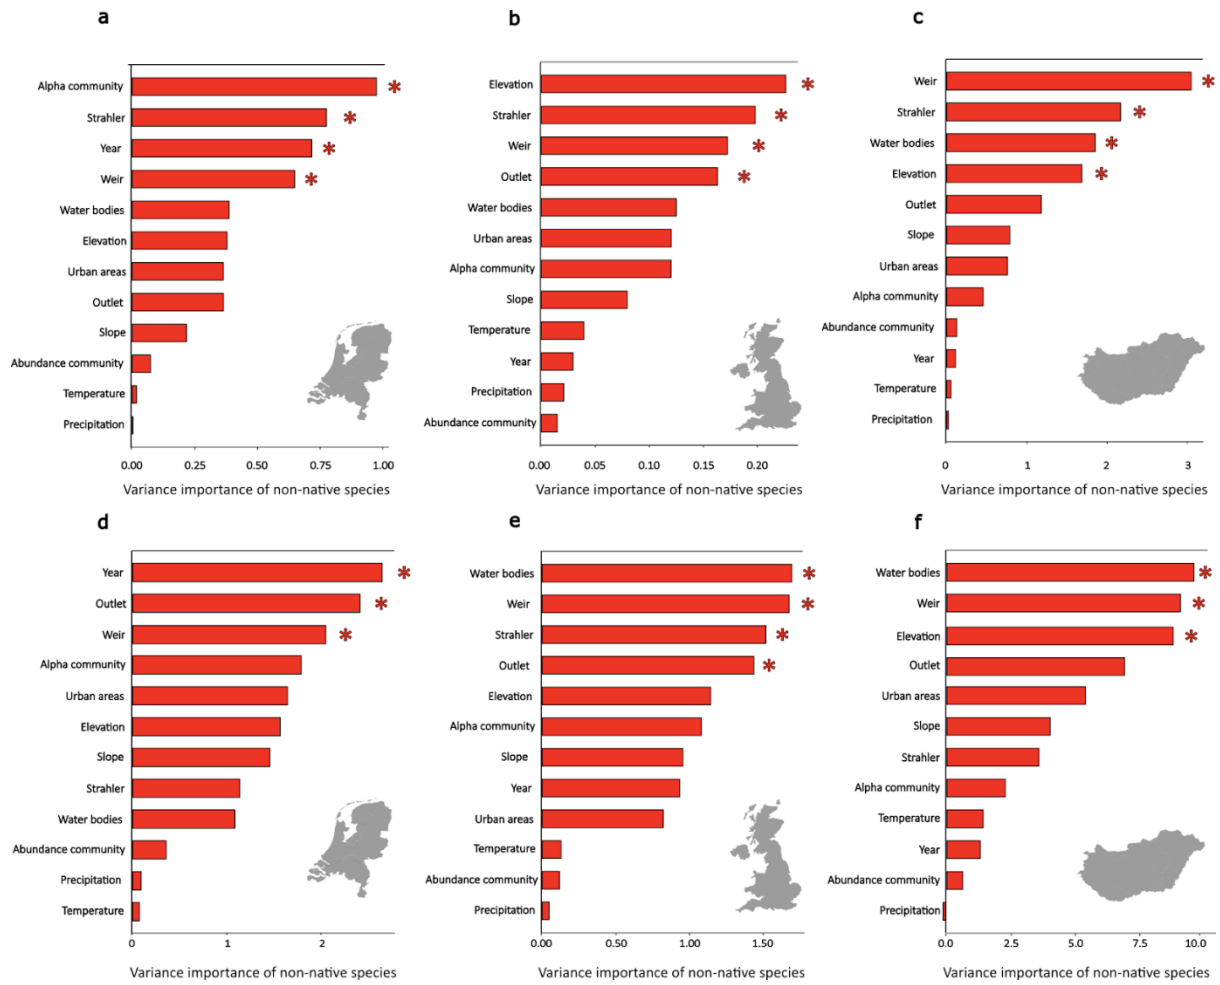 a
Alpha community *
Strahler *
Year *
Weir *
Water bodies
Elevation
Urban areas
Outlet
Slope
Abundance community
Temperature
Precipitation
0.00 0.25 0.50 0.75 1.00
Variance importance of non-native species
b
Elevation *
Strahler *
Weir *
Outlet *
Water bodies
Urban areas
Alpha community
Slope
Temperature
Year
Precipitation
Abundance community
0.00 0.05 0.10 0.15 0.20
Variance importance of non-native species
c
Weir *
Strahler *
Water bodies *
Elevation *
Outlet
Slope
Urban areas
Alpha community
Abundance community
Year
Temperature
Precipitation
0 1 2 3
Variance importance of non-native species
d
Year *
Outlet *
Weir *
Alpha community
Urban areas
Elevation
Slope
Strahler
Water bodies
Abundance community
Precipitation
Temperature
0 1 2
Variance importance of non-native species
e
Water bodies *
Weir *
Strahler *
Outlet *
Elevation
Alpha community
Slope
Year
Urban areas
Temperature
Abundance community
Precipitation
0.00 0.50 1.00 1.50
Variance importance of non-native species
f
Water bodies *
Weir *
Elevation *
Outlet
Urban areas
Slope
Strahler
Alpha community
Temperature
Year
Abundance community
Precipitation
0.0 2.5 5.0 7.5 10.0
Variance importance of non-native species